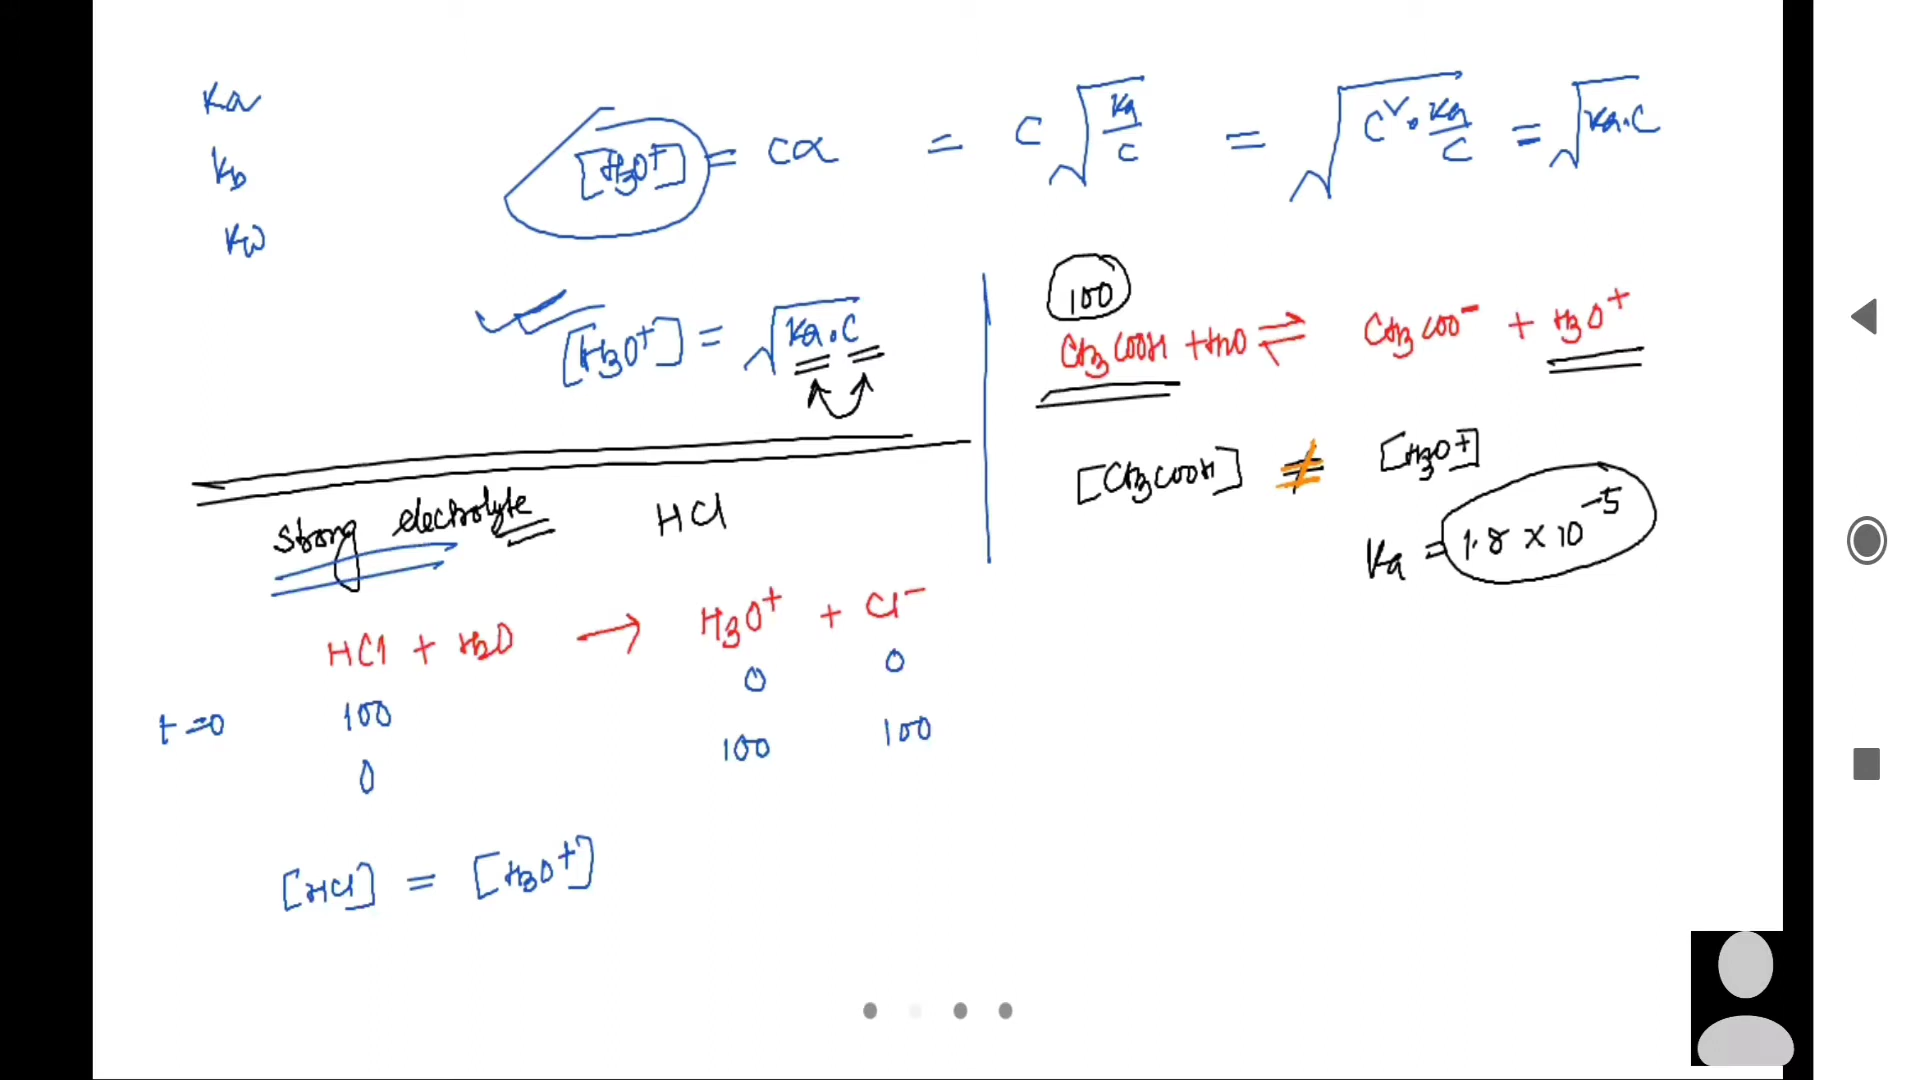 Ka
Kb
Kw
[H3O+] = cα = C √(Ka/C) = √(C² · Ka/C) = √(Ka.C)
[H3O+] = √(Ka.C)
100
CH3COOH + H2O ⇌ CH3COO⁻ + H3O⁺
[CH3COOH] ≠ [H3O+]
Ka = 1.8 × 10⁻⁵
Strong electrolyte HCl
HCl + H2O → H3O⁺ + Cl⁻
0 0
t=0 100
0 100 100
[HCl] = [H3O+]